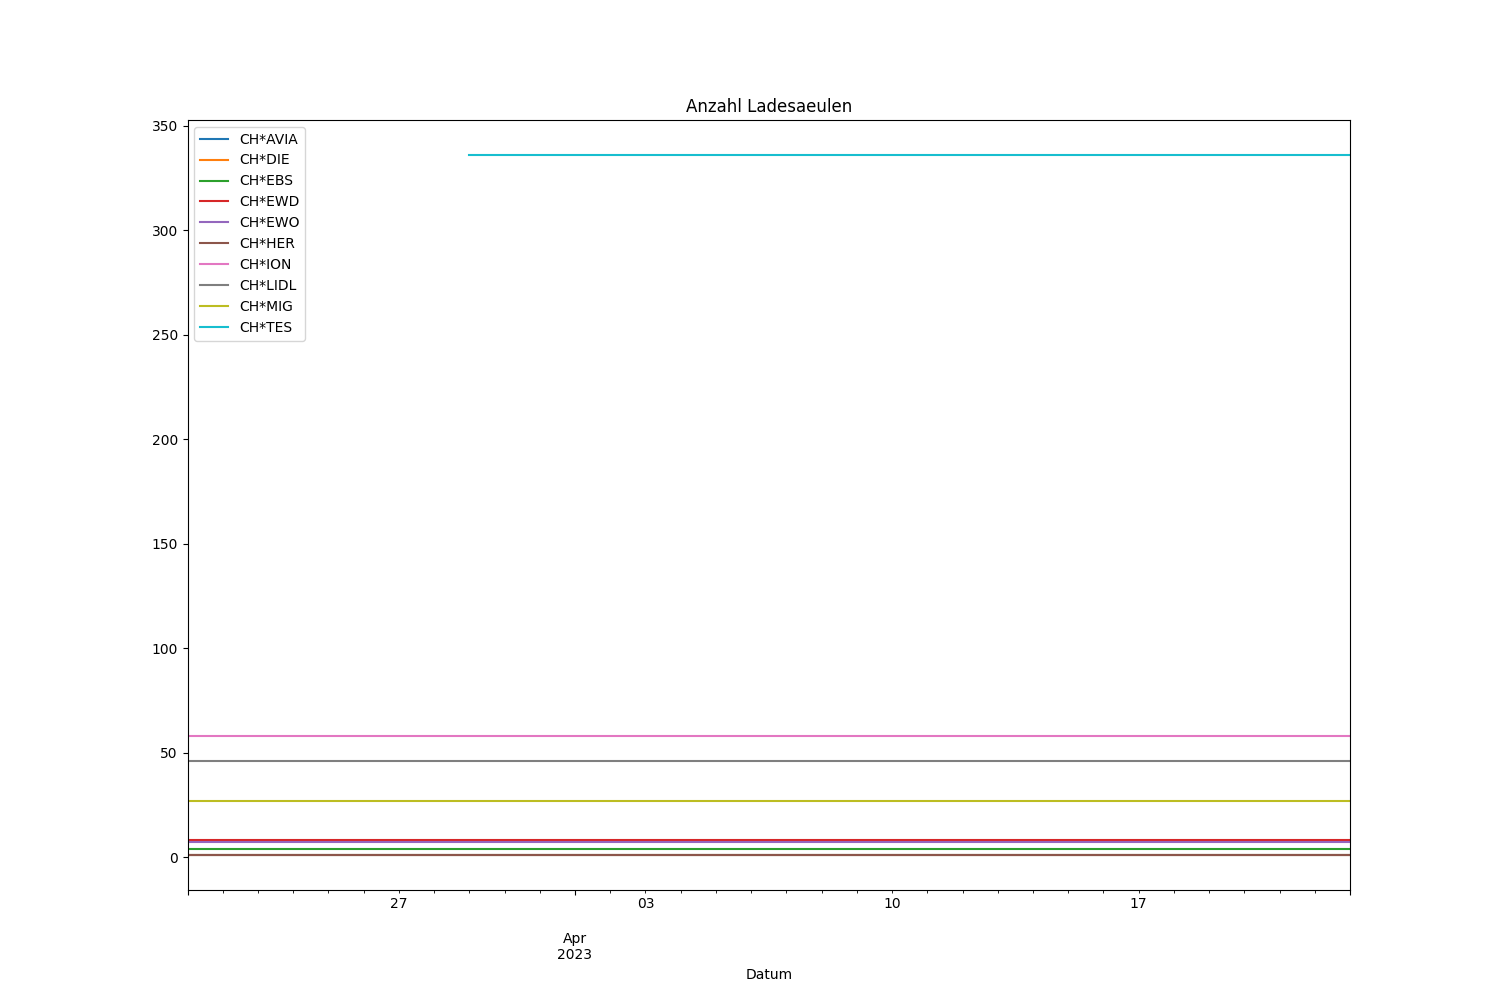 Anzahl Ladesaeulen
350
300
250
200
150
100
50
0
CH*AVIA
CH*DIE
CH*EBS
CH*EWD
CH*EWO
CH*HER
CH*ION
CH*LIDL
CH*MIG
CH*TES
27 03 10 17
Apr
2023
Datum